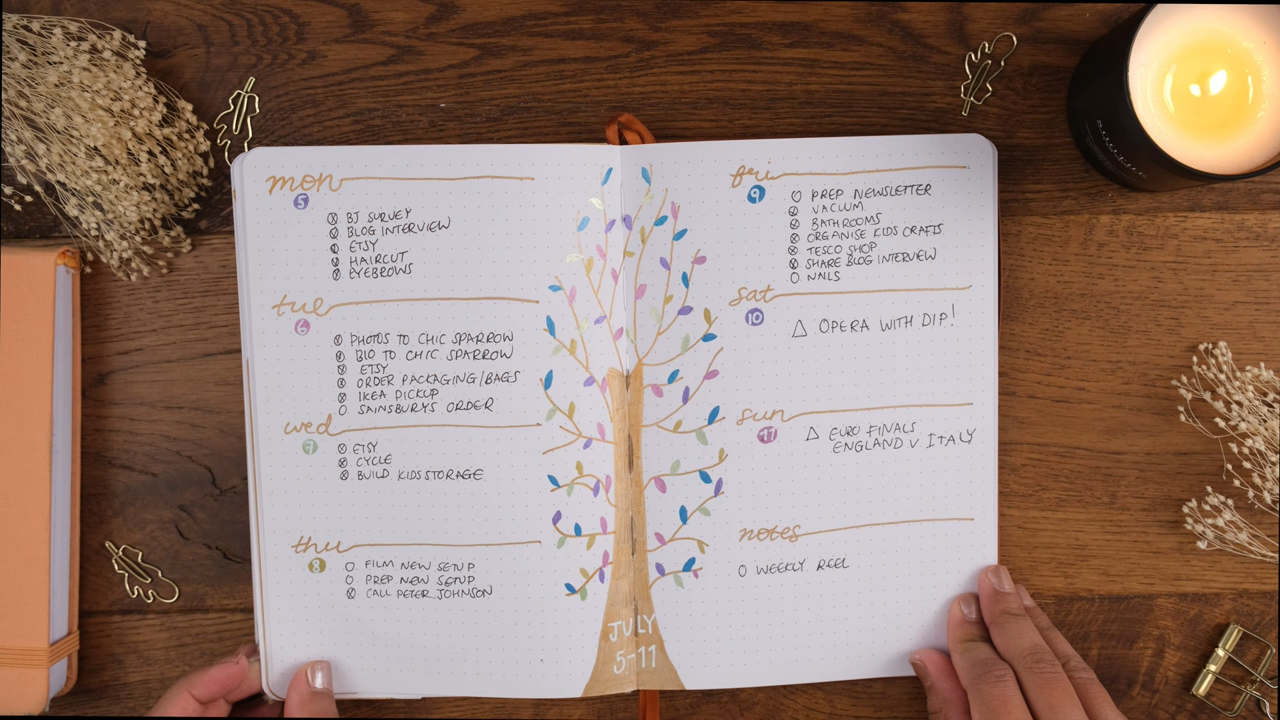 mon
5
BJ SURVEY
BLOG INTERVIEW
ETSY
HAIRCUT
EYEBROWS
tue
6
PHOTOS TO CHIC SPARROW
BIO TO CHIC SPARROW
ETSY
ORDER PACKAGING/BAGS
IKEA PICKUP
SAINSBURYS ORDER
wed
7
ETSY
CYCLE
BUILD KIDS STORAGE
thu
8
FILM NEW SETUP
PREP NEW SETUP
CALL PETER JOHNSON
JULY
5-11
fri
9
PREP NEWSLETTER
VACUUM
BATHROOMS
ORGANISE KIDS CRAFTS
TESCO SHOP
SHARE BLOG INTERVIEW
NAILS
sat
10
OPERA WITH DIP!
sun
11
EURO FINALS
ENGLAND V ITALY
notes
WEEKLY REEL